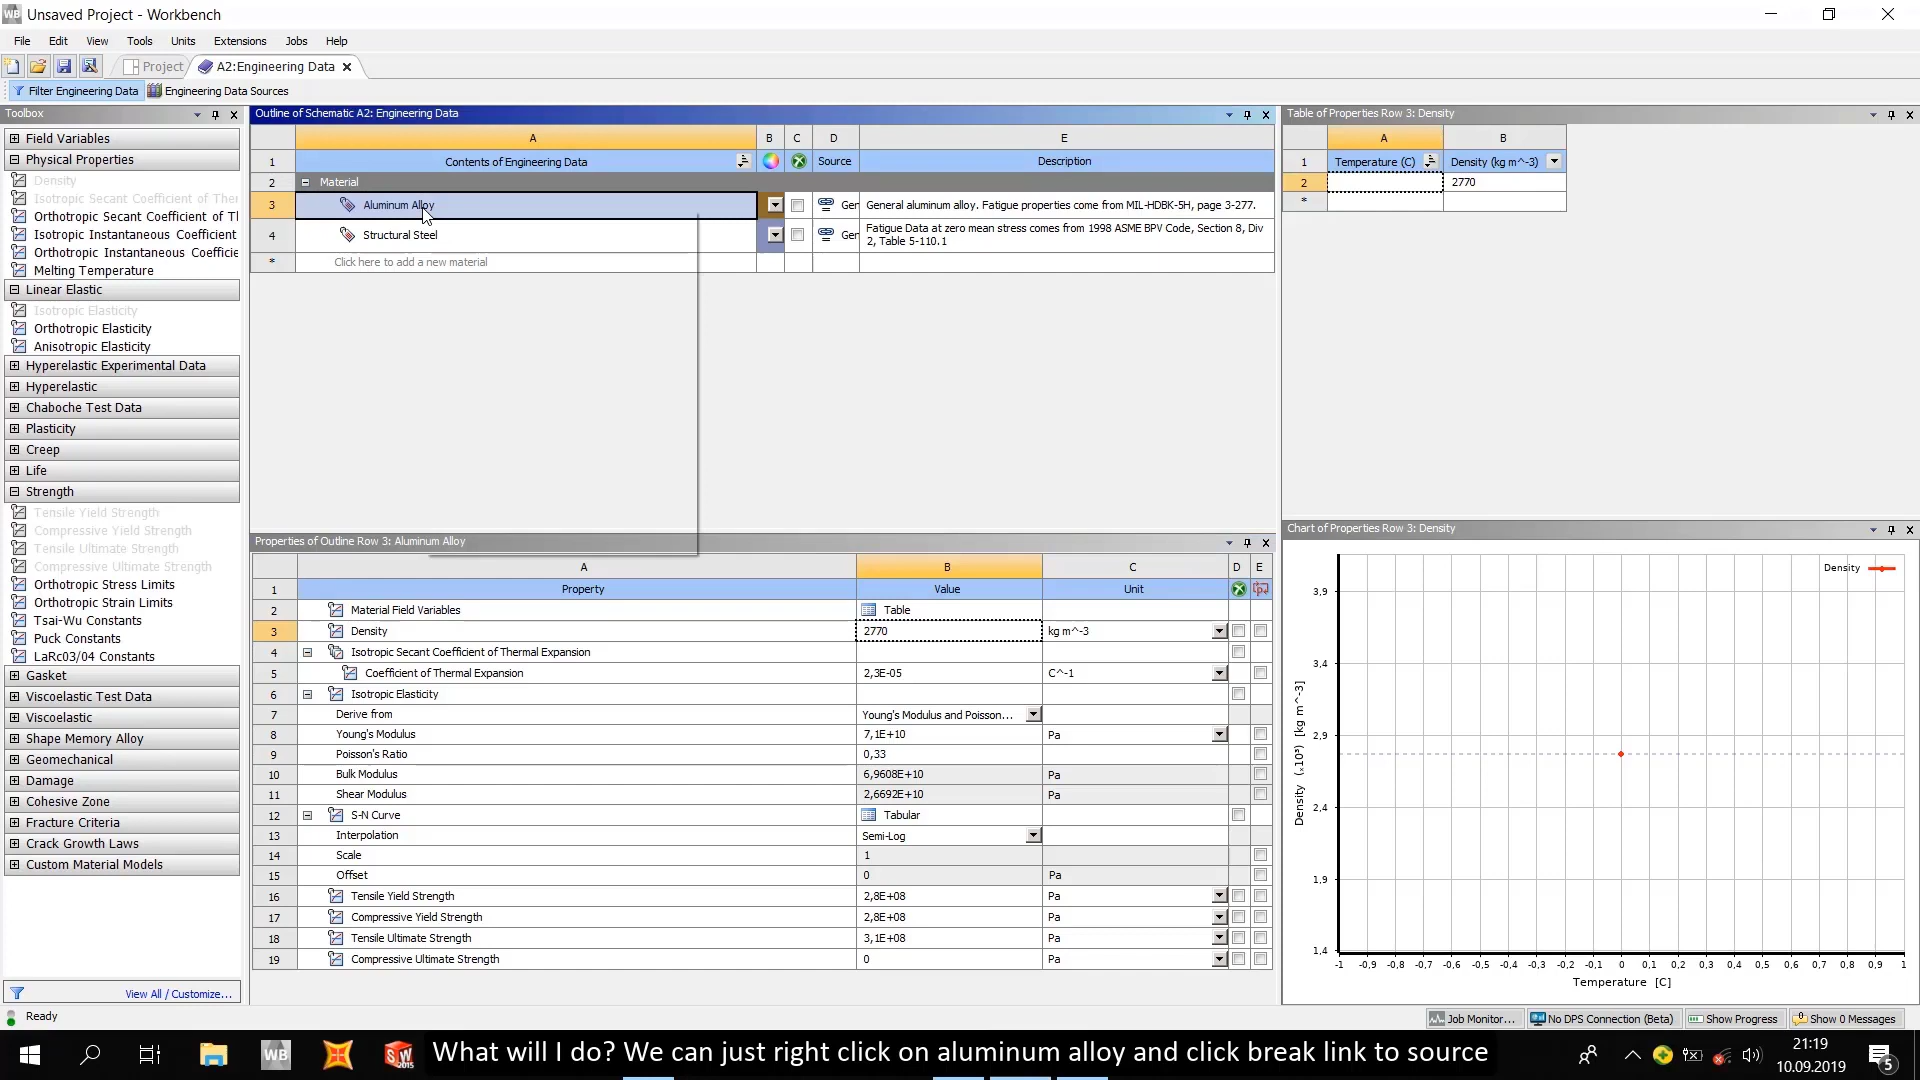 Unsaved Project - Workbench
File Edit View Tools Units Extensions Jobs Help
Project A2:Engineering Data
Filter Engineering Data Engineering Data Sources
Toolbox
Field Variables
Physical Properties
Density
Isotropic Secant Coefficient of Ther
Orthotropic Secant Coefficient of Tl
Isotropic Instantaneous Coefficient
Orthotropic Instantaneous Coefficie
Melting Temperature
Linear Elastic
Isotropic Elasticity
Orthotropic Elasticity
Anisotropic Elasticity
Hyperelastic Experimental Data
Hyperelastic
Chaboche Test Data
Plasticity
Creep
Life
Strength
Tensile Yield Strength
Compressive Yield Strength
Tensile Ultimate Strength
Compressive Ultimate Strength
Orthotropic Stress Limits
Orthotropic Strain Limits
Tsai-Wu Constants
Puck Constants
LaRc03/04 Constants
Gasket
Viscoelastic Test Data
Viscoelastic
Shape Memory Alloy
Geomechanical
Damage
Cohesive Zone
Fracture Criteria
Crack Growth Laws
Custom Material Models
View All / Customize...
Outline of Schematic A2: Engineering Data
A B C D E
1 Contents of Engineering Data Source Description
2 Material
3 Aluminum Alloy Ger General aluminum alloy. Fatigue properties come from MIL-HDBK-5H, page 3-277.
4 Structural Steel Ger Fatigue Data at zero mean stress comes from 1998 ASME BPV Code, Section 8, Div
2, Table 5-110.1
* Click here to add a new material
Properties of Outline Row 3: Aluminum Alloy
A B C D E
1 Property Value Unit
2 Material Field Variables Table
3 Density 2770 kg m^-3
4 Isotropic Secant Coefficient of Thermal Expansion
5 Coefficient of Thermal Expansion 2,3E-05 C^-1
6 Isotropic Elasticity
7 Derive from Young's Modulus and Poisson...
8 Young's Modulus 7,1E+10 Pa
9 Poisson's Ratio 0,33
10 Bulk Modulus 6,9608E+10 Pa
11 Shear Modulus 2,6692E+10 Pa
12 S-N Curve Tabular
13 Interpolation Semi-Log
14 Scale 1
15 Offset 0 Pa
16 Tensile Yield Strength 2,8E+08 Pa
17 Compressive Yield Strength 2,8E+08 Pa
18 Tensile Ultimate Strength 3,1E+08 Pa
19 Compressive Ultimate Strength 0 Pa
Table of Properties Row 3: Density
A B
1 Temperature (C) Density (kg m^-3)
2 2770
*
Chart of Properties Row 3: Density
Density
3,9
3,4
2,9
2,4
1,9
1,4
Density (x10³) [kg m^-3]
-1 -0,9 -0,8 -0,7 -0,6 -0,5 -0,4 -0,3 -0,2 -0,1 0 0,1 0,2 0,3 0,4 0,5 0,6 0,7 0,8 0,9 1
Temperature [C]
Ready
Job Monitor... No DPS Connection (Beta) Show Progress Show 0 Messages
What will I do? We can just right click on aluminum alloy and click break link to source
21:19
10.09.2019
5